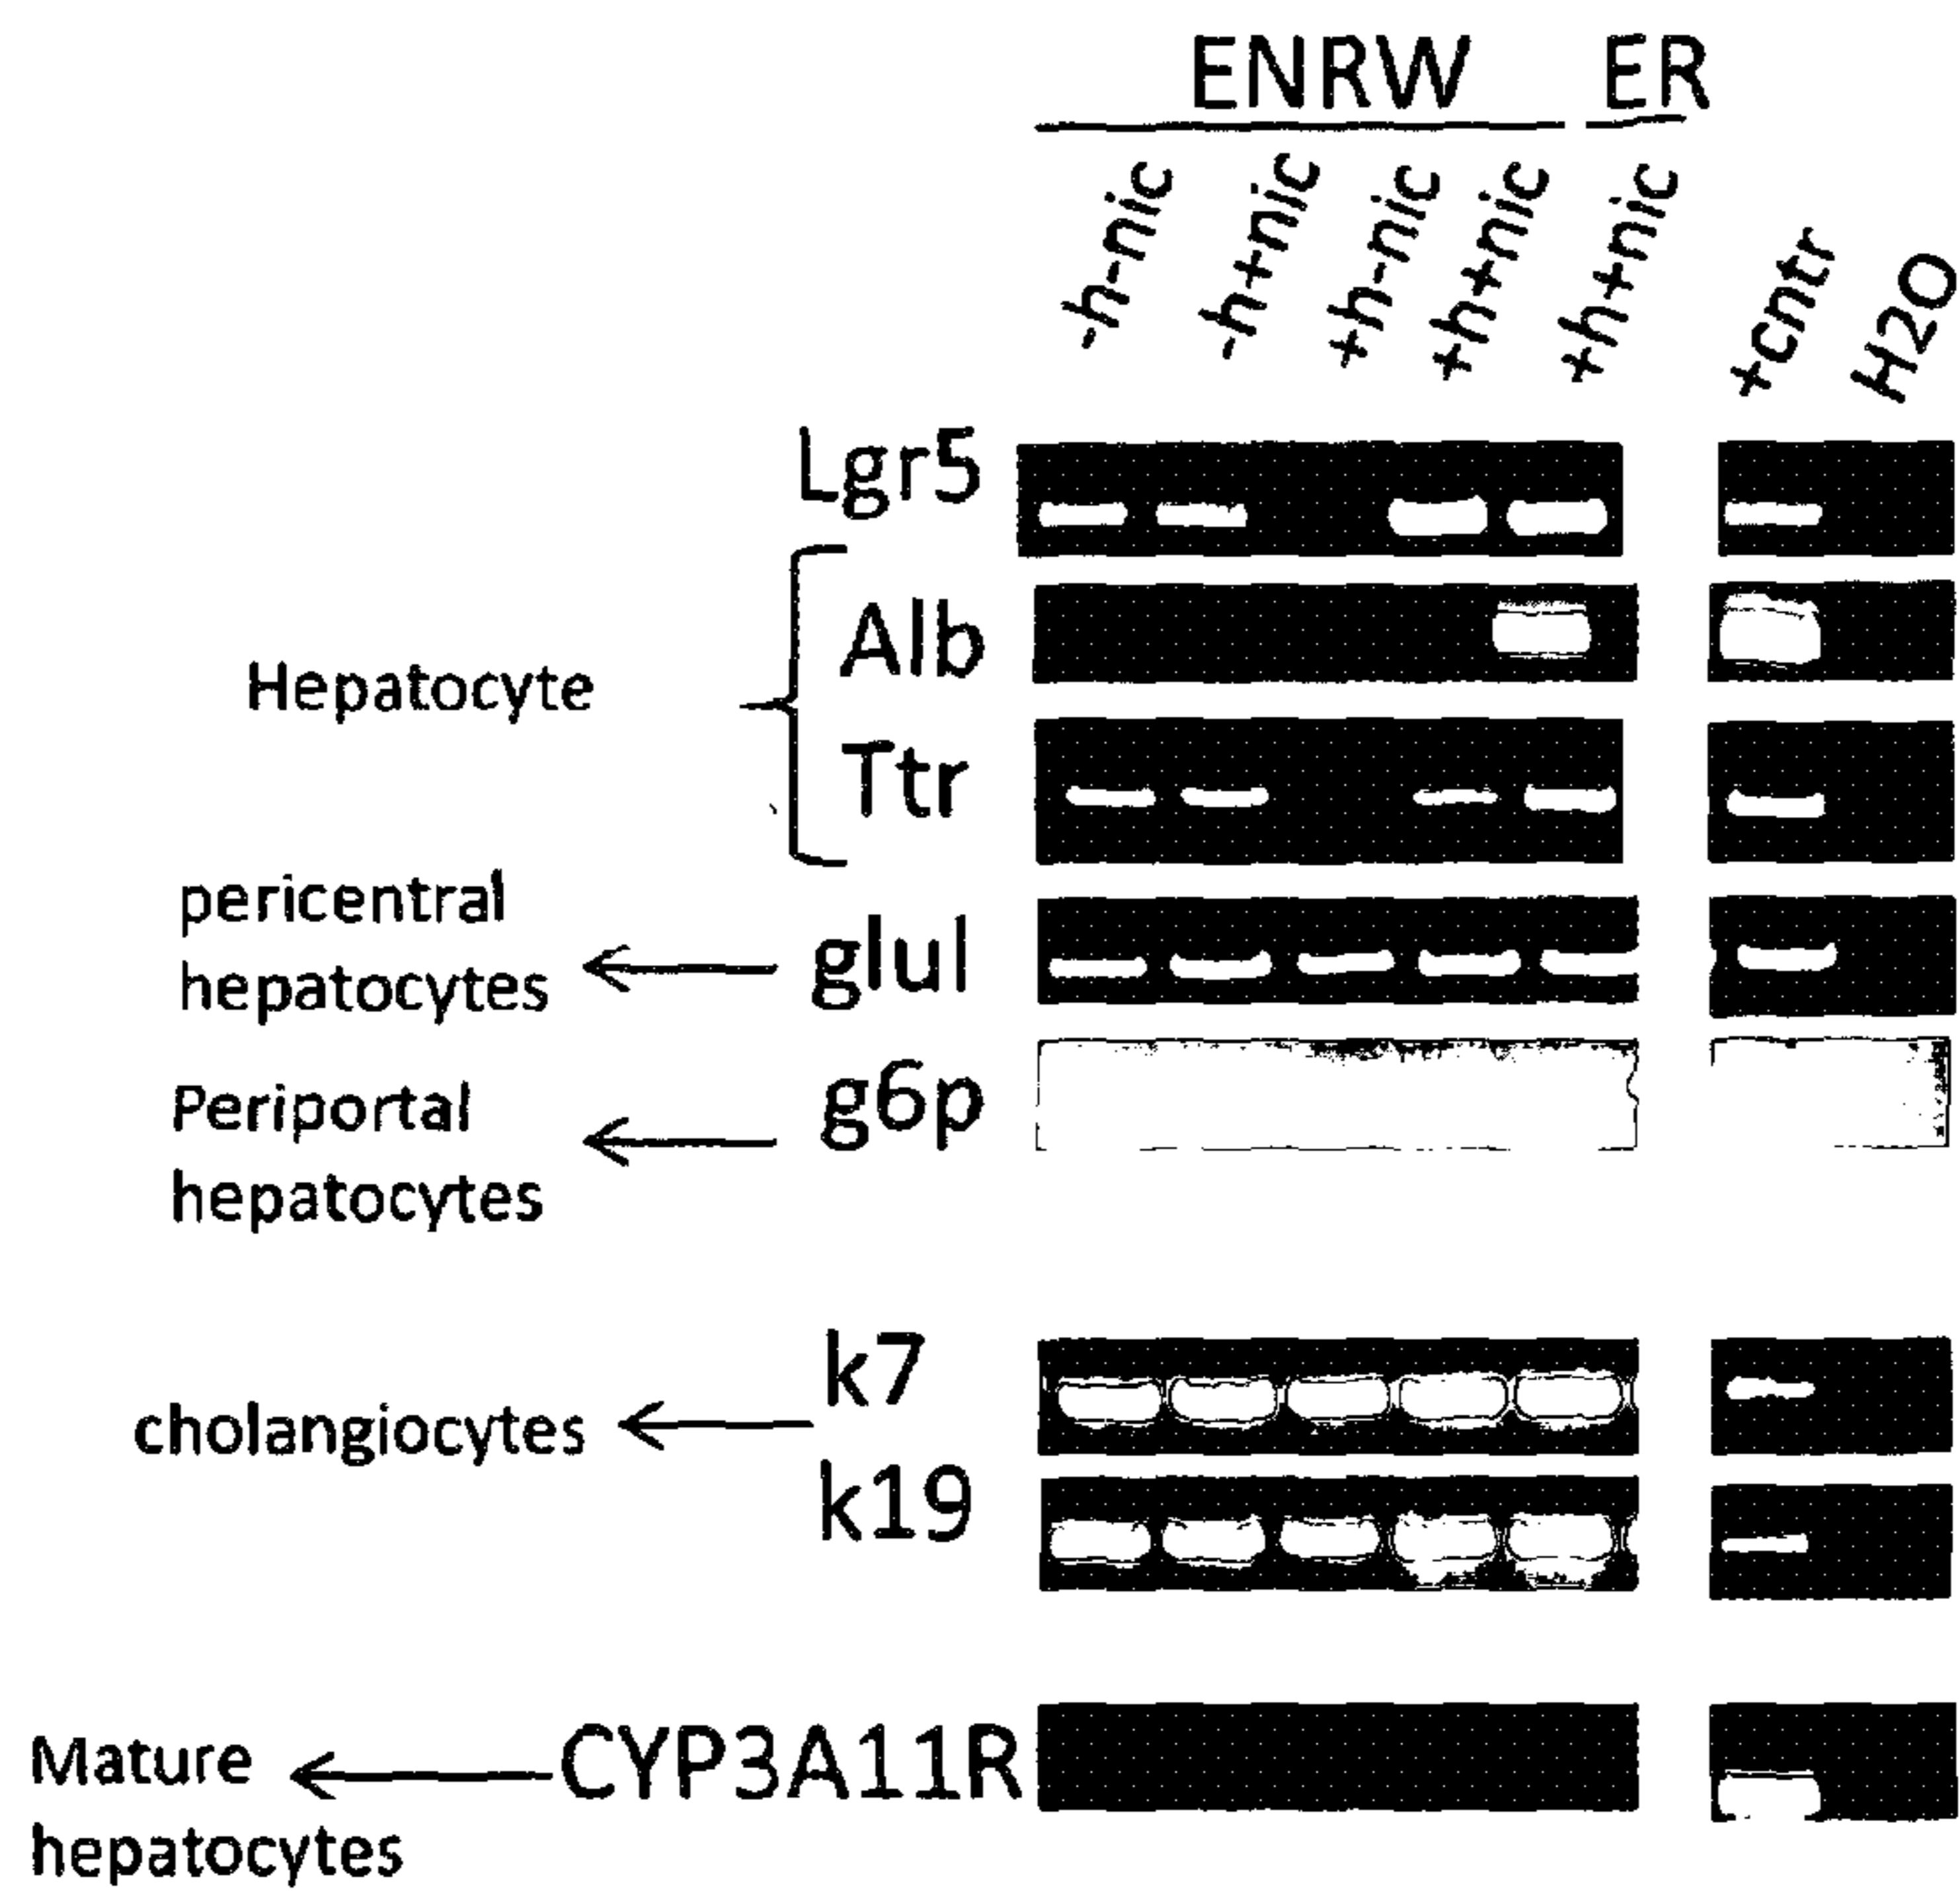 ENRW ER
-h-nic -h+nic +h-nic +h+nic +h+nic +cntr H2O
Lgr5
Alb
Hepatocyte
Ttr
pericentral
hepatocytes
glul
g6p
Periportal
hepatocytes
k7
cholangiocytes
k19
CYP3A11R
Mature
hepatocytes